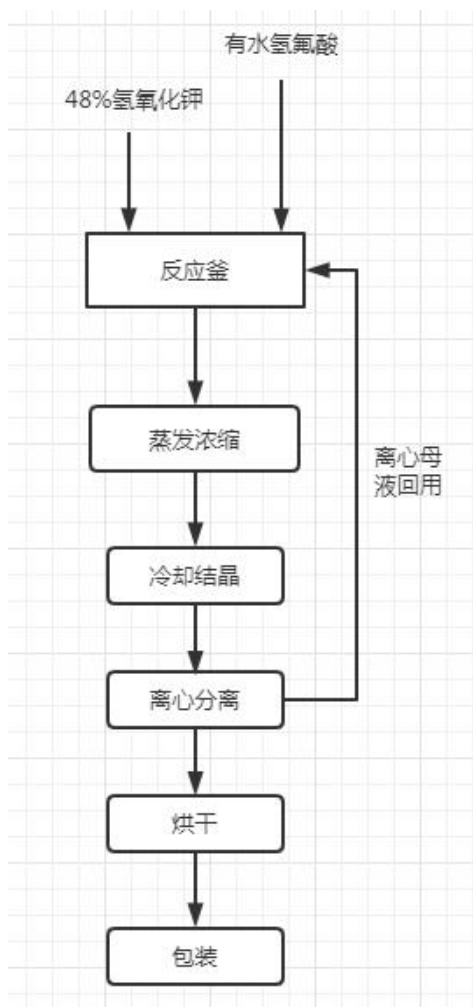 有水氢氟酸
48%氢氧化钾
反应釜
蒸发浓缩
离心母
液回用
冷却结晶
离心分离
烘干
包装